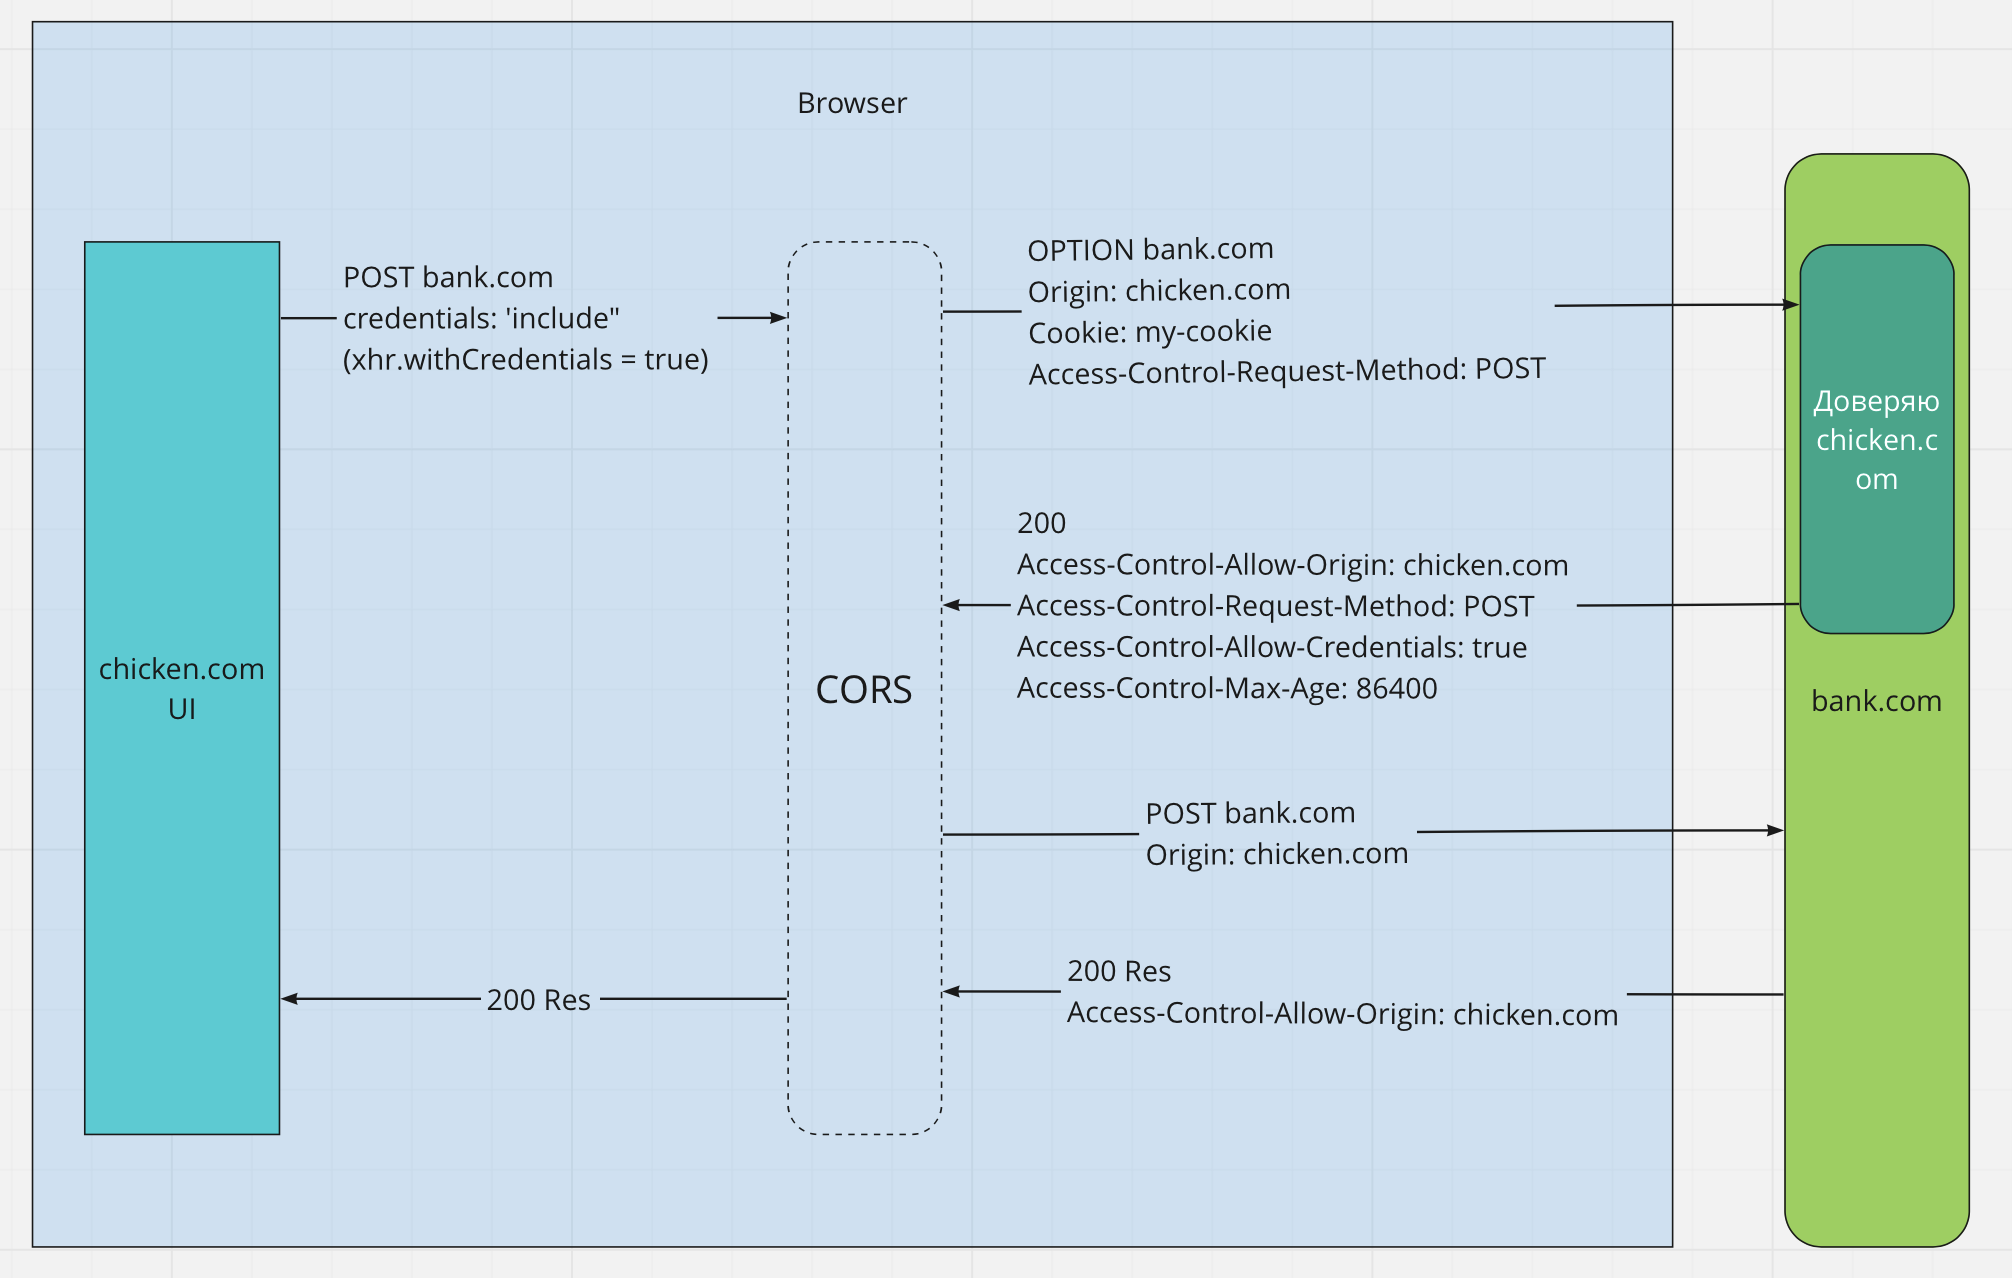 Browser
POST bank.com
credentials: 'include"
(xhr.withCredentials = true)
OPTION bank.com
Origin: chicken.com
Cookie: my-cookie
Access-Control-Request-Method: POST
Доверяю
chicken.c
om
200
Access-Control-Allow-Origin: chicken.com
Access-Control-Request-Method: POST
Access-Control-Allow-Credentials: true
Access-Control-Max-Age: 86400
chicken.com
UI
CORS
bank.com
POST bank.com
Origin: chicken.com
200 Res
Access-Control-Allow-Origin: chicken.com
200 Res